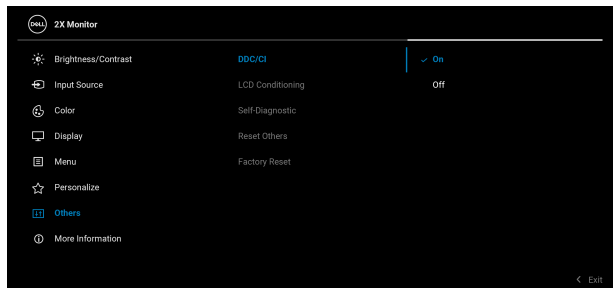 DELL 2X Monitor
Brightness/Contrast DDC/CI On
Input Source LCD Conditioning Off
Color Self-Diagnostic
Display Reset Others
Menu Factory Reset
Personalize
Others
More Information
Exit